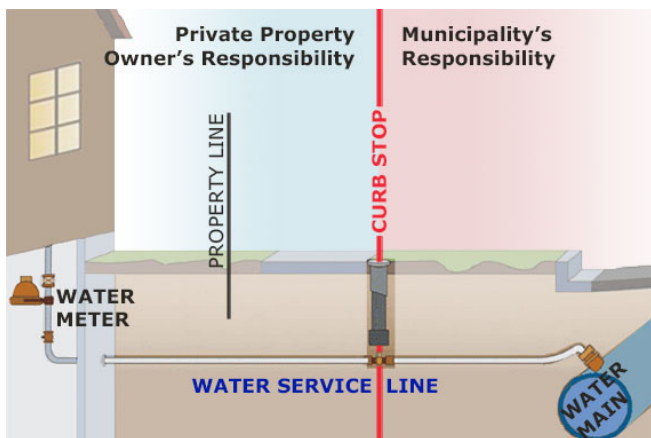 Private Property
Owner's Responsibility
Municipality's
Responsibility
PROPERTY LINE
CURB STOP
WATER
METER
WATER SERVICE LINE
WATER
MAIN